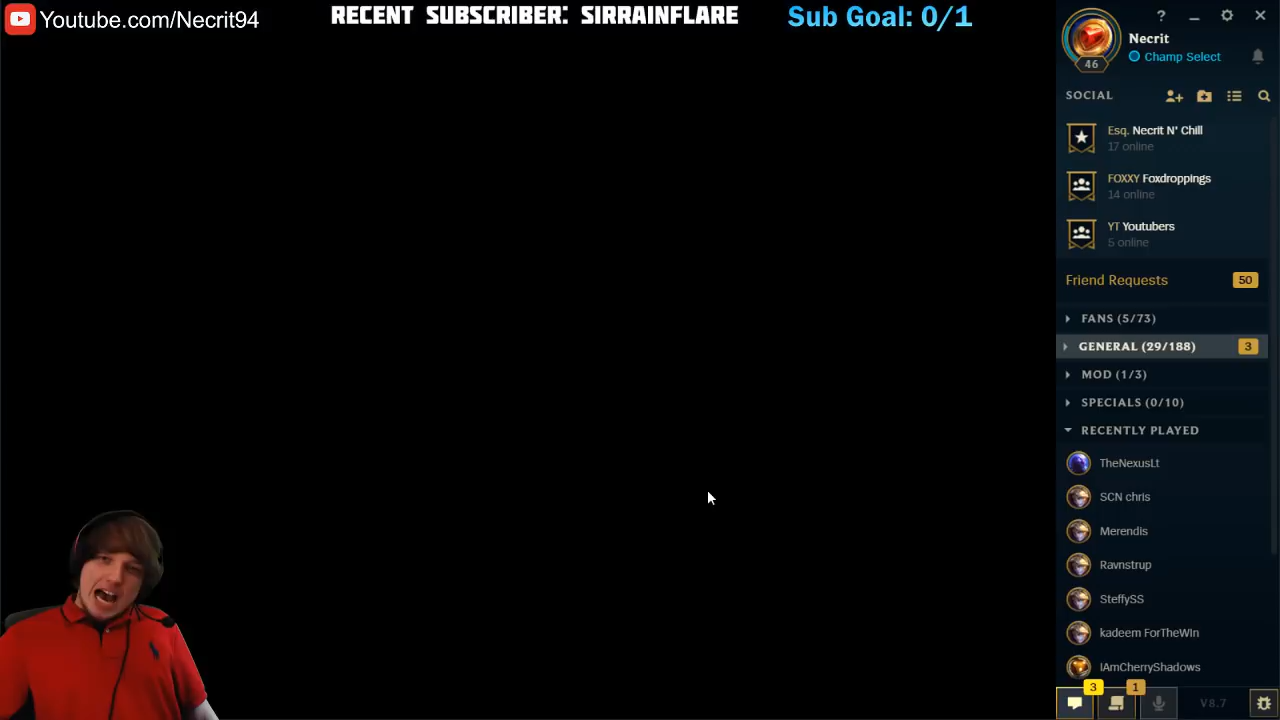 Youtube.com/Necrit94
RECENT SUBSCRIBER: SIRRAINFLARE
Sub Goal: 0/1
?
Necrit
46
Champ Select
SOCIAL
Esq. Necrit N' Chill
17 online
FOXXY Foxdroppings
14 online
YT Youtubers
5 online
Friend Requests 50
FANS (5/73)
GENERAL (29/188) 3
MOD (1/3)
SPECIALS (0/10)
RECENTLY PLAYED
TheNexusLt
SCN chris
Merendis
Ravnstrup
SteffySS
kadeem ForTheWIn
IAmCherryShadows
3 1
V8.7